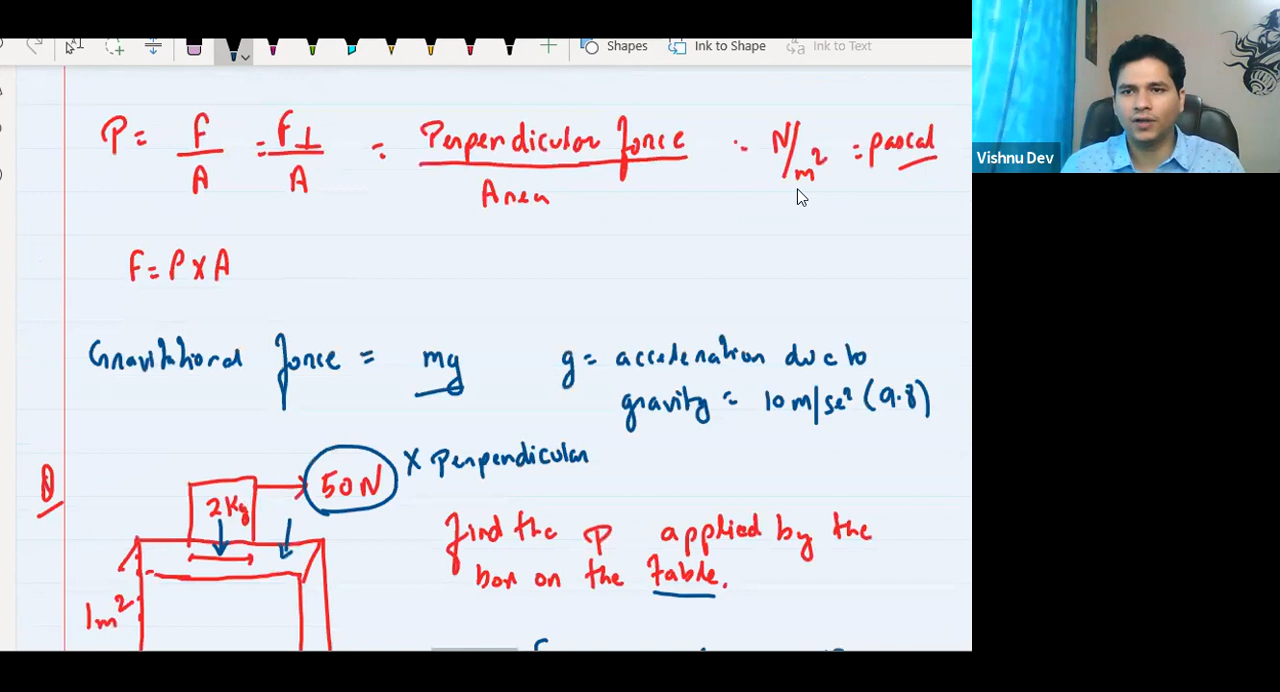 Shapes Ink to Shape Ink to Text
P = F/A = F⊥/A = Perpendicular force/Area N/m² = pascal
Vishnu Dev
F = P X A
Gravitational force = mg g = acceleration due to
gravity = 10 m/sec² (9.8)
Q
50N X Perpendicular
2Kg
find the P applied by the
box on the table.
1m²